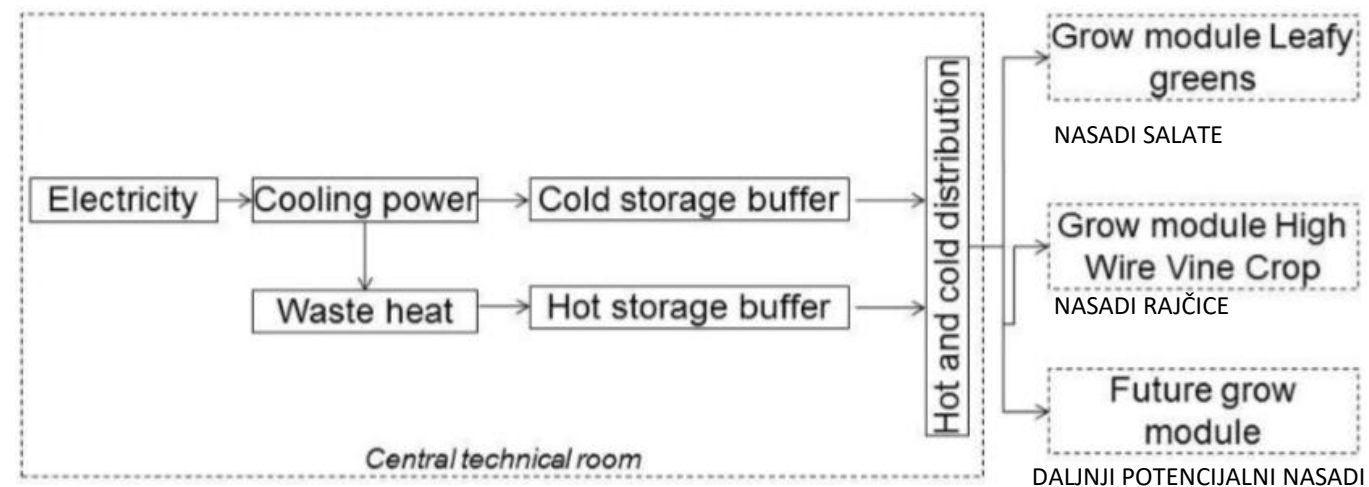 Electricity
Cooling power
Cold storage buffer
Waste heat
Hot storage buffer
Hot and cold distribution
Central technical room
Grow module Leafy
greens
NASADI SALATE
Grow module High
Wire Vine Crop
NASADI RAJČICE
Future grow
module
DALJNJI POTENCIJALNI NASADI